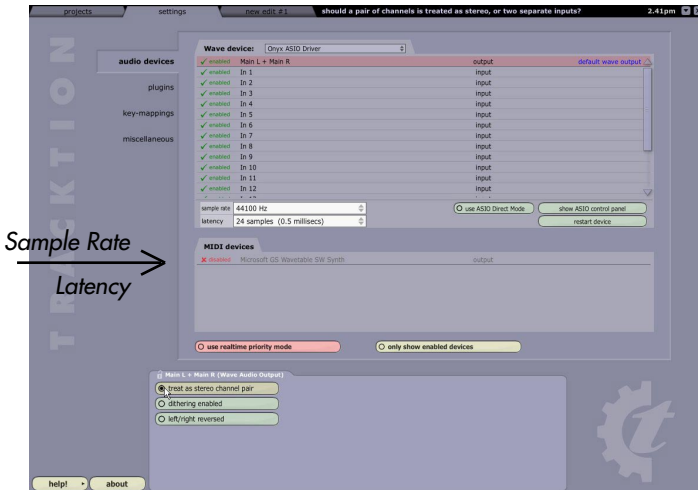 projects
settings
new edit #1
should a pair of channels is treated as stereo, or two separate inputs?
2.41pm
TRACKTION
audio devices
plugins
key-mappings
miscellaneous
Wave device: Onyx ASIO Driver
enabled Main L + Main R output default wave output
enabled In 1 input
enabled In 2 input
enabled In 3 input
enabled In 4 input
enabled In 5 input
enabled In 6 input
enabled In 7 input
enabled In 8 input
enabled In 9 input
enabled In 10 input
enabled In 11 input
enabled In 12 input
sample rate 44100 Hz
use ASIO Direct Mode
show ASIO control panel
latency 24 samples (0.5 millisecs)
restart device
Sample Rate
Latency
MIDI devices
disabled Microsoft GS Wavetable SW Synth output
use realtime priority mode
only show enabled devices
Main L + Main R (Wave Audio Output)
treat as stereo channel pair
dithering enabled
left/right reversed
t
help!
about